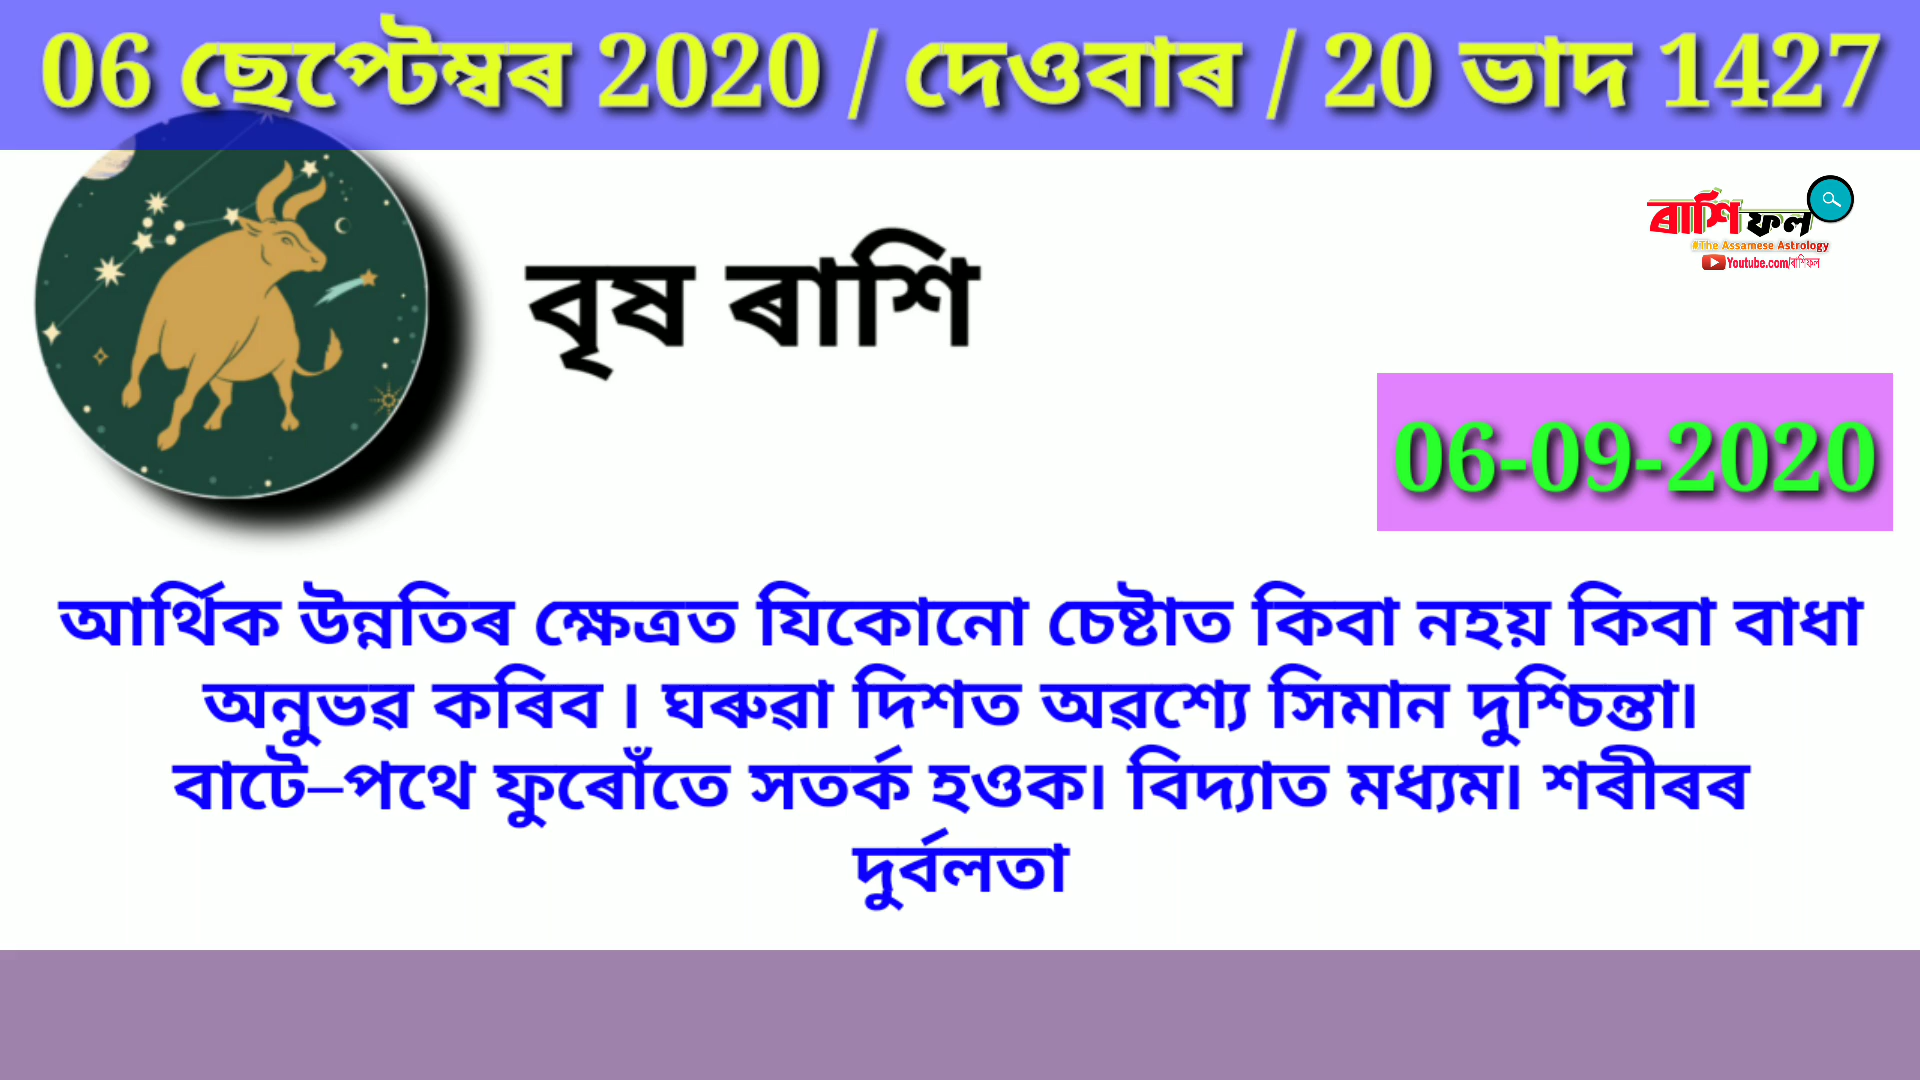 06 ছেপ্টেম্বৰ 2020 / দেওবাৰ / 20 ভাদ 1427
ৰাশি ফল
#The Assamese Astrology
Youtube.com/ৰাশিফল
বৃষ ৰাশি
06-09-2020
আৰ্থিক উন্নতিৰ ক্ষেত্ৰত যিকোনো চেষ্টাত কিবা নহয় কিবা বাধা
অনুভৱ কৰিব । ঘৰুৱা দিশত অৱশ্যে সিমান দুশ্চিন্তা।
বাটে–পথে ফুৰোঁতে সতৰ্ক হওক। বিদ্যাত মধ্যম। শৰীৰৰ
দুৰ্বলতা